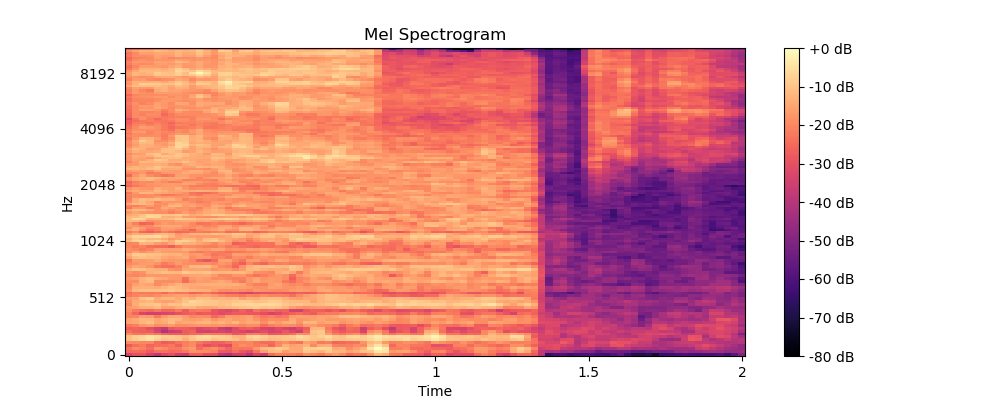 Mel Spectrogram
Hz
8192
4096
2048
1024
512
0
0 0.5 1 1.5 2
Time
+0 dB
-10 dB
-20 dB
-30 dB
-40 dB
-50 dB
-60 dB
-70 dB
-80 dB